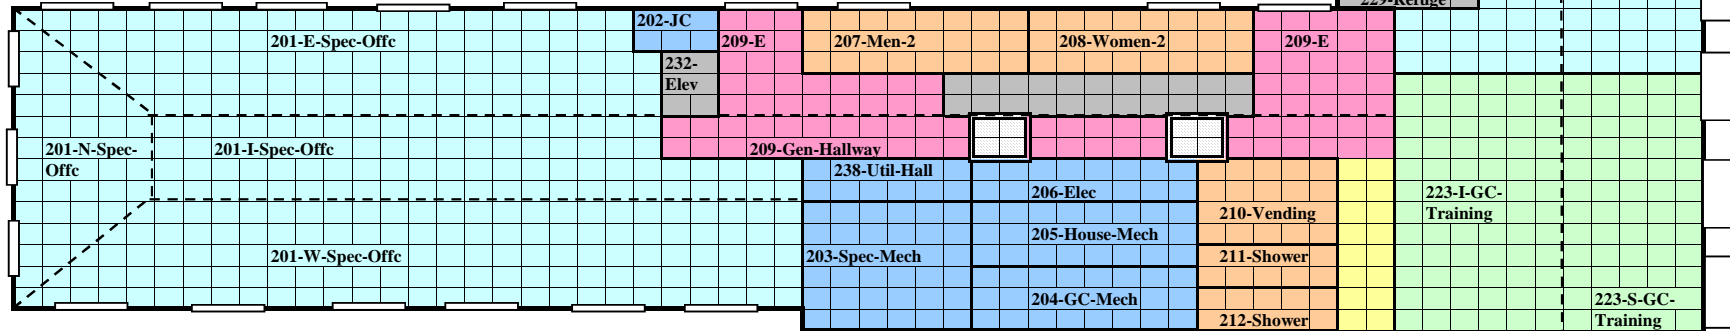 229-Refuge
202-JC
201-E-Spec-Offc
209-E
207-Men-2
208-Women-2
209-E
232-
Elev
201-N-Spec-
Offc
201-I-Spec-Offc
209-Gen-Hallway
238-Util-Hall
206-Elec
223-I-GC-
Training
210-Vending
205-House-Mech
201-W-Spec-Offc
203-Spec-Mech
211-Shower
204-GC-Mech
223-S-GC-
Training
212-Shower